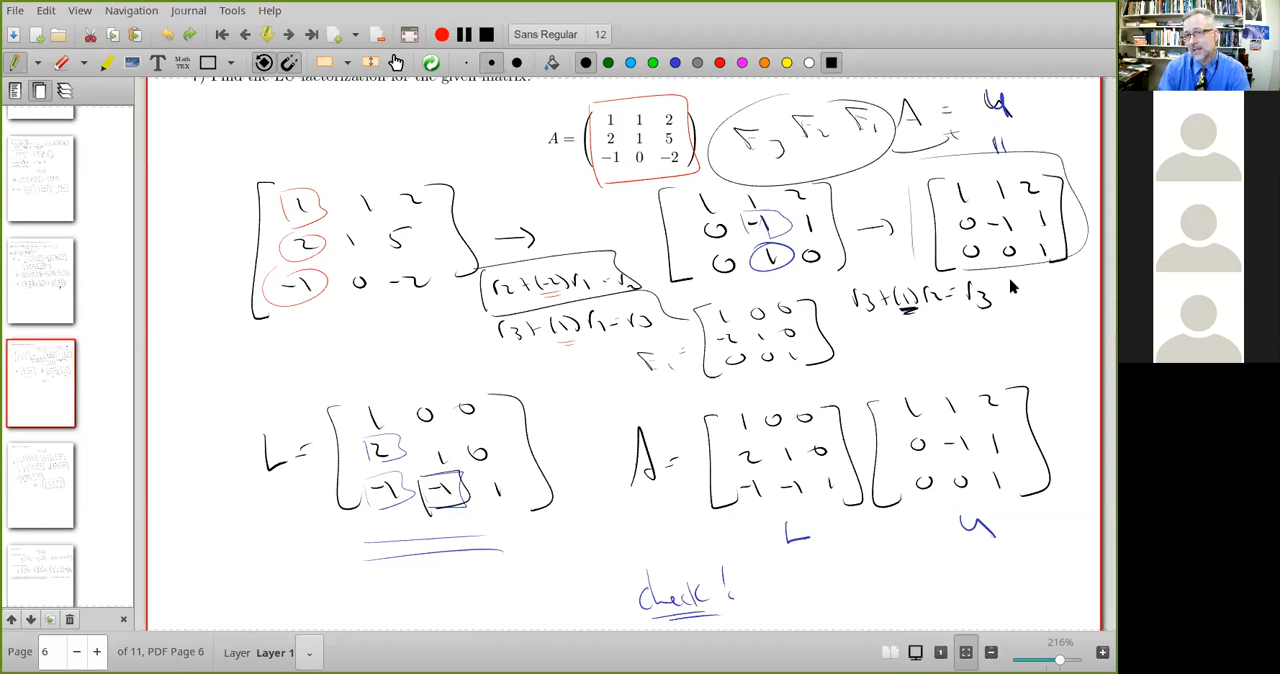 File Edit View Navigation Journal Tools Help
Sans Regular 12
7) Find the LU factorization for the given matrix.
A = ( 1 1 2
2 1 5
−1 0 −2 )
E3 E2 E1 A = U
[ 1 1 2
2 1 5
-1 0 -2 ]
→
r2+(-2)r1=r2
r3+(1)r1=r3
[ 1 1 2
0 -1 1
0 1 0 ]
→
r3+(1)r2=r3
[ 1 1 2
0 -1 1
0 0 1 ]
E1 = [ 1 0 0
-2 1 0
0 0 1 ]
L = [ 1 0 0
2 1 0
-1 -1 1 ]
A = [ 1 0 0
2 1 0
-1 -1 1 ]
L
[ 1 1 2
0 -1 1
0 0 1 ]
U
check!
Page 6 of 11, PDF Page 6 Layer Layer 1 216%